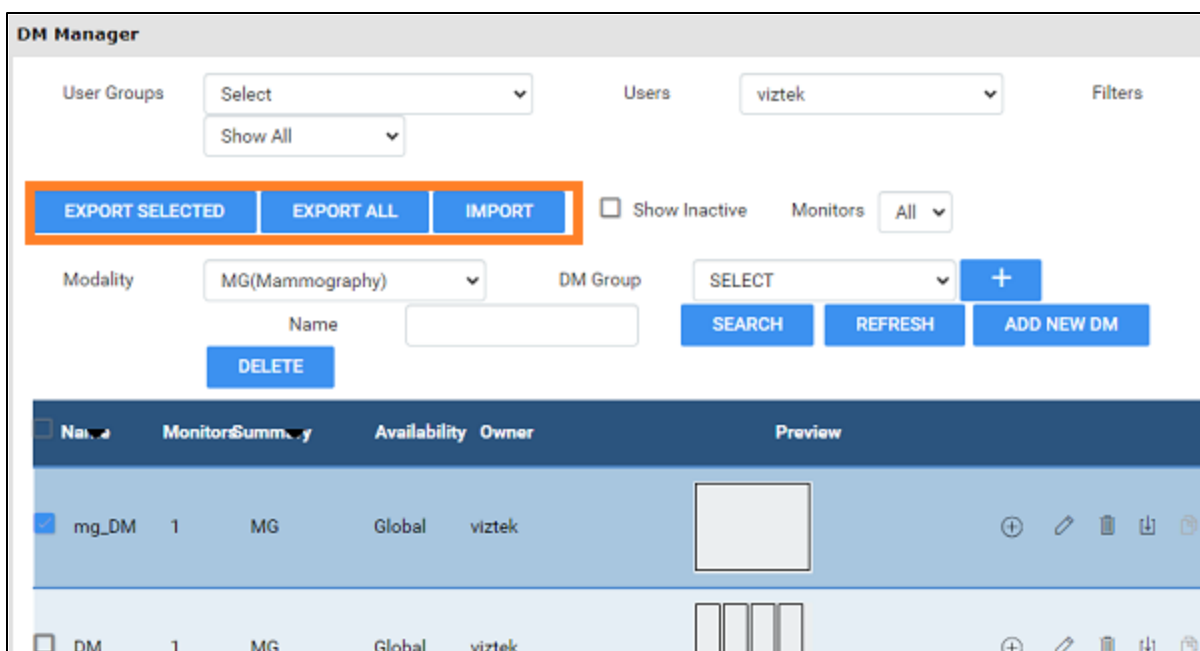 DM Manager
User Groups Select Users viztek Filters
Show All
EXPORT SELECTED EXPORT ALL IMPORT Show Inactive Monitors All
Modality MG(Mammography) DM Group SELECT +
Name SEARCH REFRESH ADD NEW DM
DELETE
Monitors Availability Owner Preview
mg_DM 1 MG Global viztek
DM 1 MG Global viztek